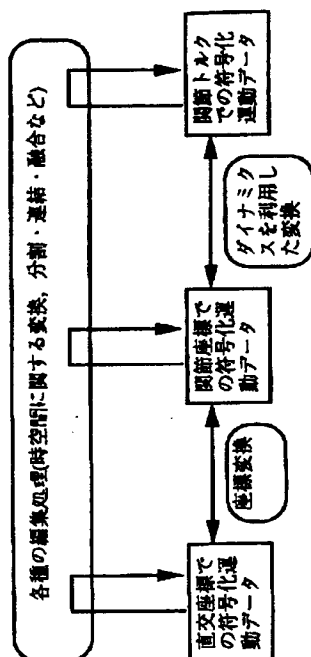 各種の編集処理(時空間に関する変換，分割・連結・融合など)
直交座標で
の符号化運
動データ
座標変換
関節座標で
の符号化運
動データ
ダイナミク
スを利用し
た変換
関節トルク
での符号化
運動データ